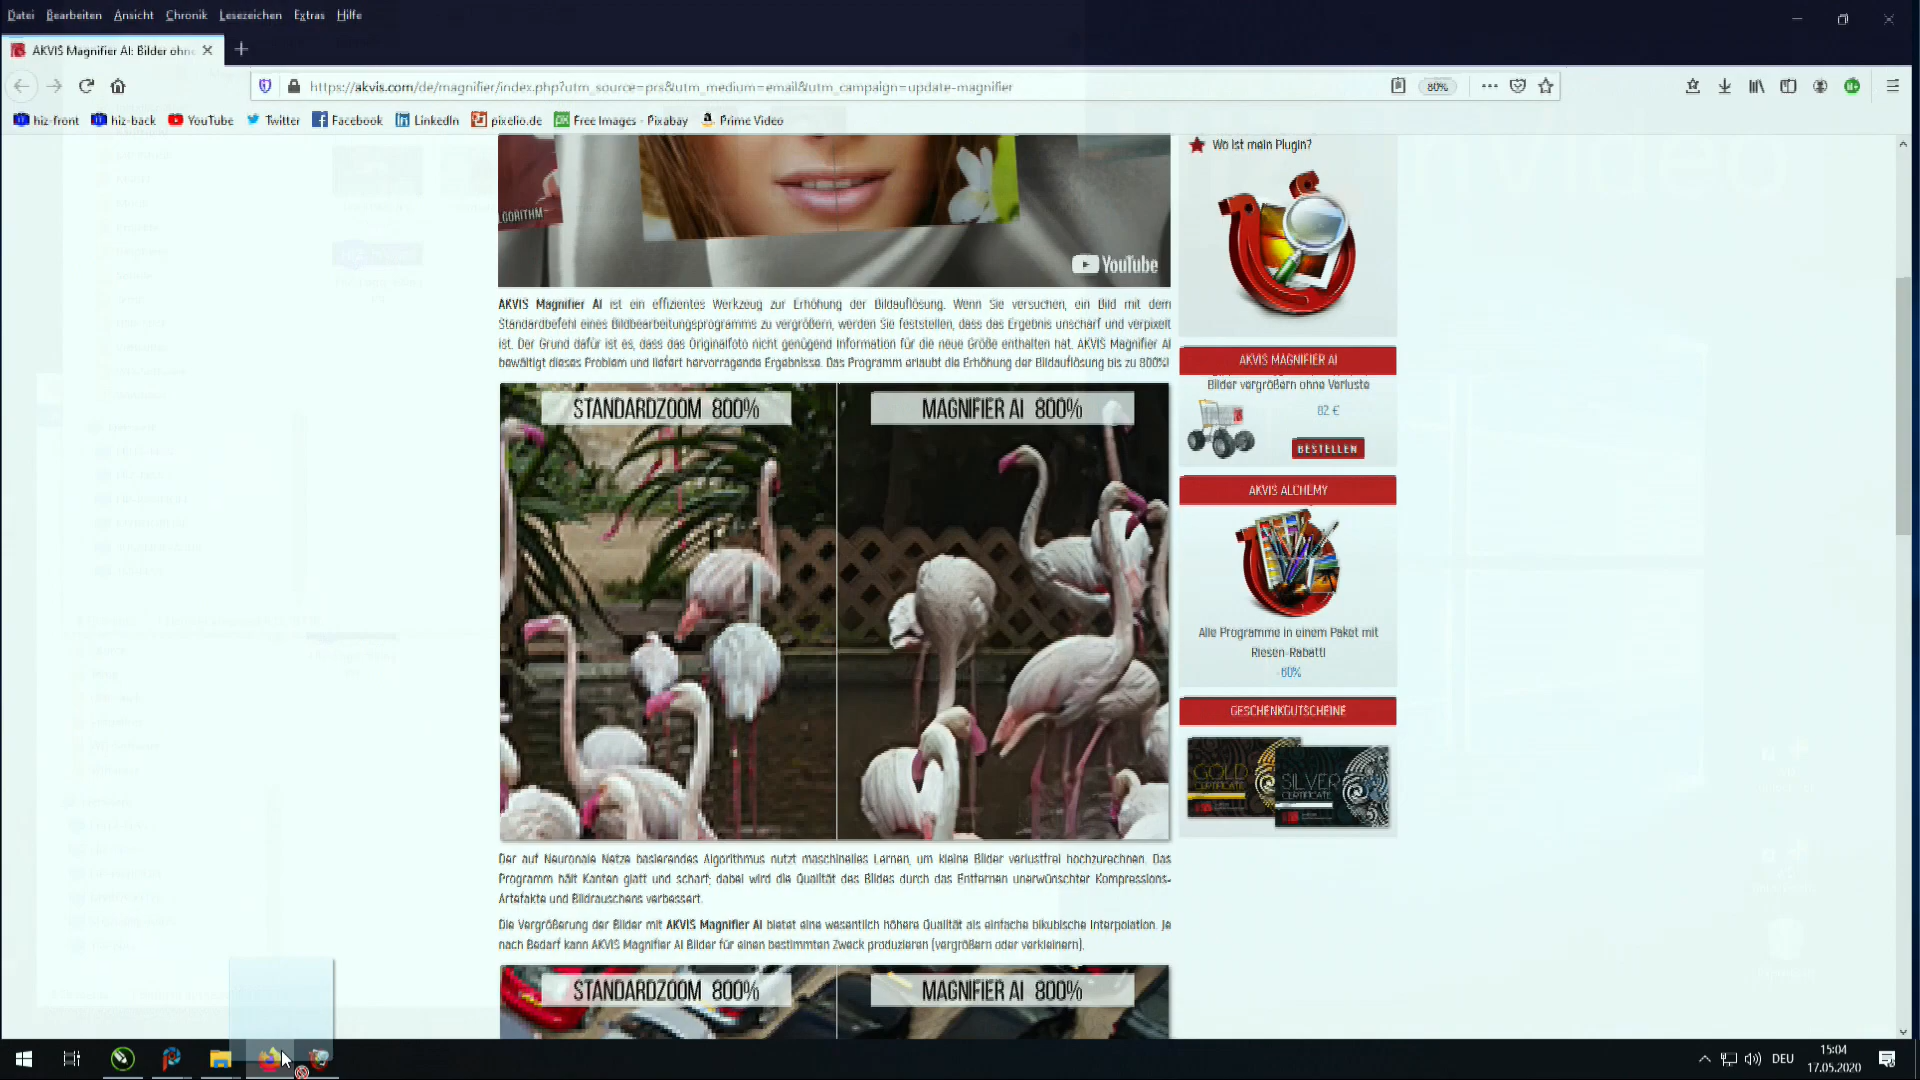 Datei Bearbeiten Ansicht Chronik Lesezeichen Extras Hilfe
AKVIS Magnifier AI: Bilder ohne
https://akvis.com/de/magnifier/index.php?utm_source=prs&utm_medium=email&utm_campaign=update-magnifier
80%
hiz-front hiz-back YouTube Twitter Facebook LinkedIn pixelio.de Free Images - Pixabay Prime Video
Wo ist mein Plugin?
YouTube
AKVIS Magnifier AI ist ein effizientes Werkzeug zur Erhöhung der Bildauflösung. Wenn Sie versuchen, ein Bild mit dem
Standardbefehl eines Bildbearbeitungsprogramms zu vergrößern, werden Sie feststellen, dass das Ergebnis unscharf und verpixelt
ist. Der Grund dafür ist es, dass das Originalfoto nicht genügend Information für die neue Größe enthalten hat. AKVIS Magnifier AI
bewältigt dieses Problem und liefert hervorragende Ergebnisse. Das Programm erlaubt die Erhöhung der Bildauflösung bis zu 800%!
STANDARDZOOM 800%
MAGNIFIER AI 800%
Der auf Neuronale Netze basierendes Algorithmus nutzt maschinelles Lernen, um kleine Bilder verlustfrei hochzurechnen. Das
Programm hält Kanten glatt und scharf; dabei wird die Qualität des Bildes durch das Entfernen unerwünschter Kompressions-
Artefakte und Bildrauschens verbessert.
Die Vergrößerung der Bilder mit AKVIS Magnifier AI bietet eine wesentlich höhere Qualität als einfache bikubische Interpolation. Je
nach Bedarf kann AKVIS Magnifier AI Bilder für einen bestimmten Zweck produzieren (vergrößern oder verkleinern).
STANDARDZOOM 800%
MAGNIFIER AI 800%
AKVIS MAGNIFIER AI
Bilder vergrößern ohne Verluste
82 €
BESTELLEN
AKVIS ALCHEMY
Alle Programme in einem Paket mit
Riesen-Rabatt!
-60%
GESCHENKGUTSCHEINE
GOLD
CERTIFICATE
SILVER
CERTIFICATE
DEU
15:04
17.05.2020